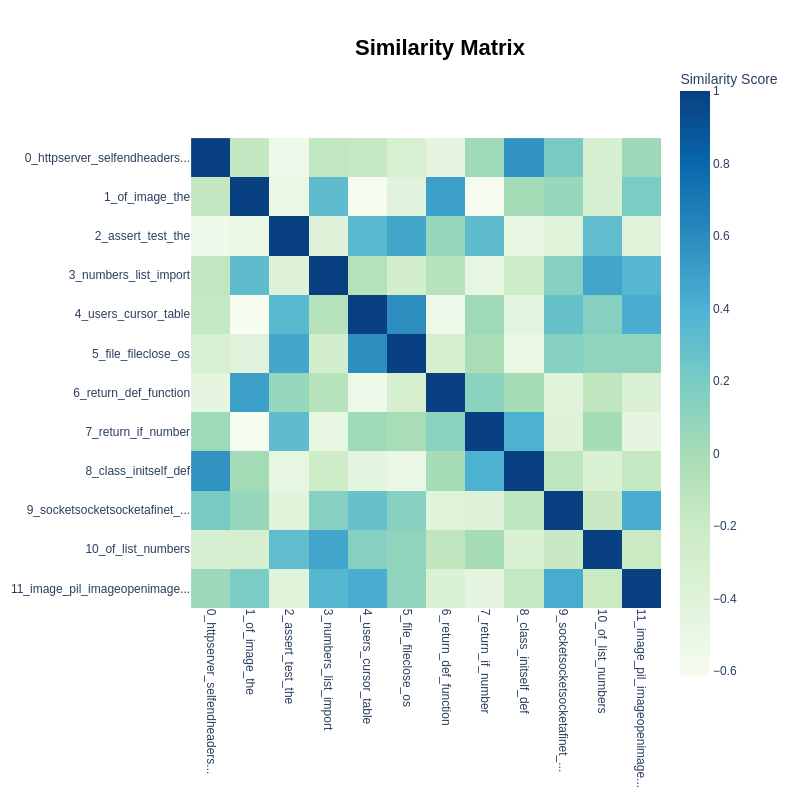 Similarity Matrix
Similarity Score
1
0.8
0.6
0.4
0.2
0
−0.2
−0.4
−0.6
0_httpserver_selfendheaders...
1_of_image_the
2_assert_test_the
3_numbers_list_import
4_users_cursor_table
5_file_fileclose_os
6_return_def_function
7_return_if_number
8_class_initself_def
9_socketsocketsocketafinet_...
10_of_list_numbers
11_image_pil_imageopenimage...
0_httpserver_selfendheaders...
1_of_image_the
2_assert_test_the
3_numbers_list_import
4_users_cursor_table
5_file_fileclose_os
6_return_def_function
7_return_if_number
8_class_initself_def
9_socketsocketsocketafinet_...
10_of_list_numbers
11_image_pil_imageopenimage...